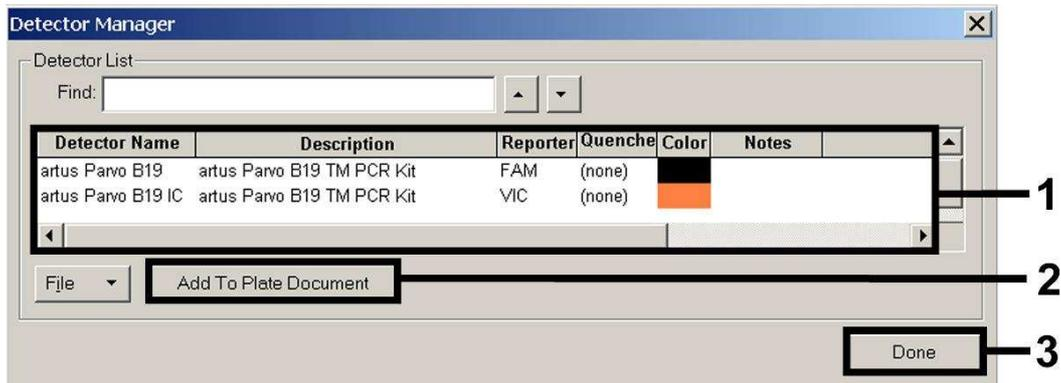 Detector Manager
Detector List
Find:
Detector Name Description Reporter Quenche Color Notes
artus Parvo B19 artus Parvo B19 TM PCR Kit FAM (none)
artus Parvo B19 IC artus Parvo B19 TM PCR Kit VIC (none)
1
File Add To Plate Document 2
Done 3